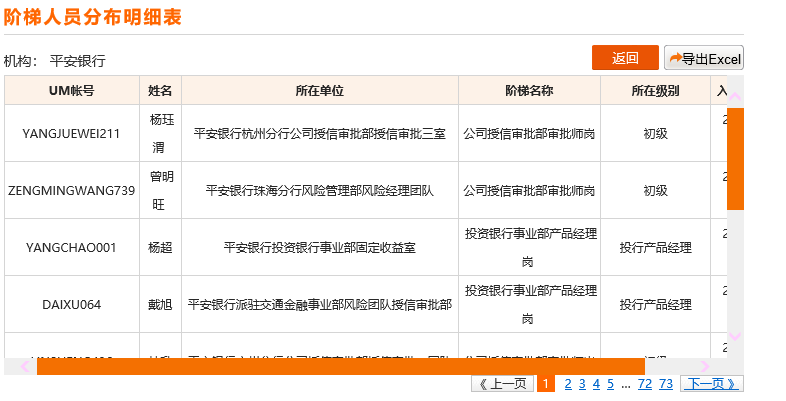 阶梯人员分布明细表
机构： 平安银行
返回 导出Excel
UM帐号 姓名 所在单位 阶梯名称 所在级别 入
YANGJUEWEI211 杨珏渭 平安银行杭州分行公司授信审批部授信审批三室 公司授信审批部审批师岗 初级 2
ZENGMINGWANG739 曾明旺 平安银行珠海分行风险管理部风险经理团队 公司授信审批部审批师岗 初级 2
YANGCHAO001 杨超 平安银行投资银行事业部固定收益室 投资银行事业部产品经理岗 投行产品经理 2
DAIXU064 戴旭 平安银行派驻交通金融事业部风险团队授信审批部 投资银行事业部产品经理岗 投行产品经理 2
《 上一页 1 2 3 4 5 ... 72 73 下一页 》